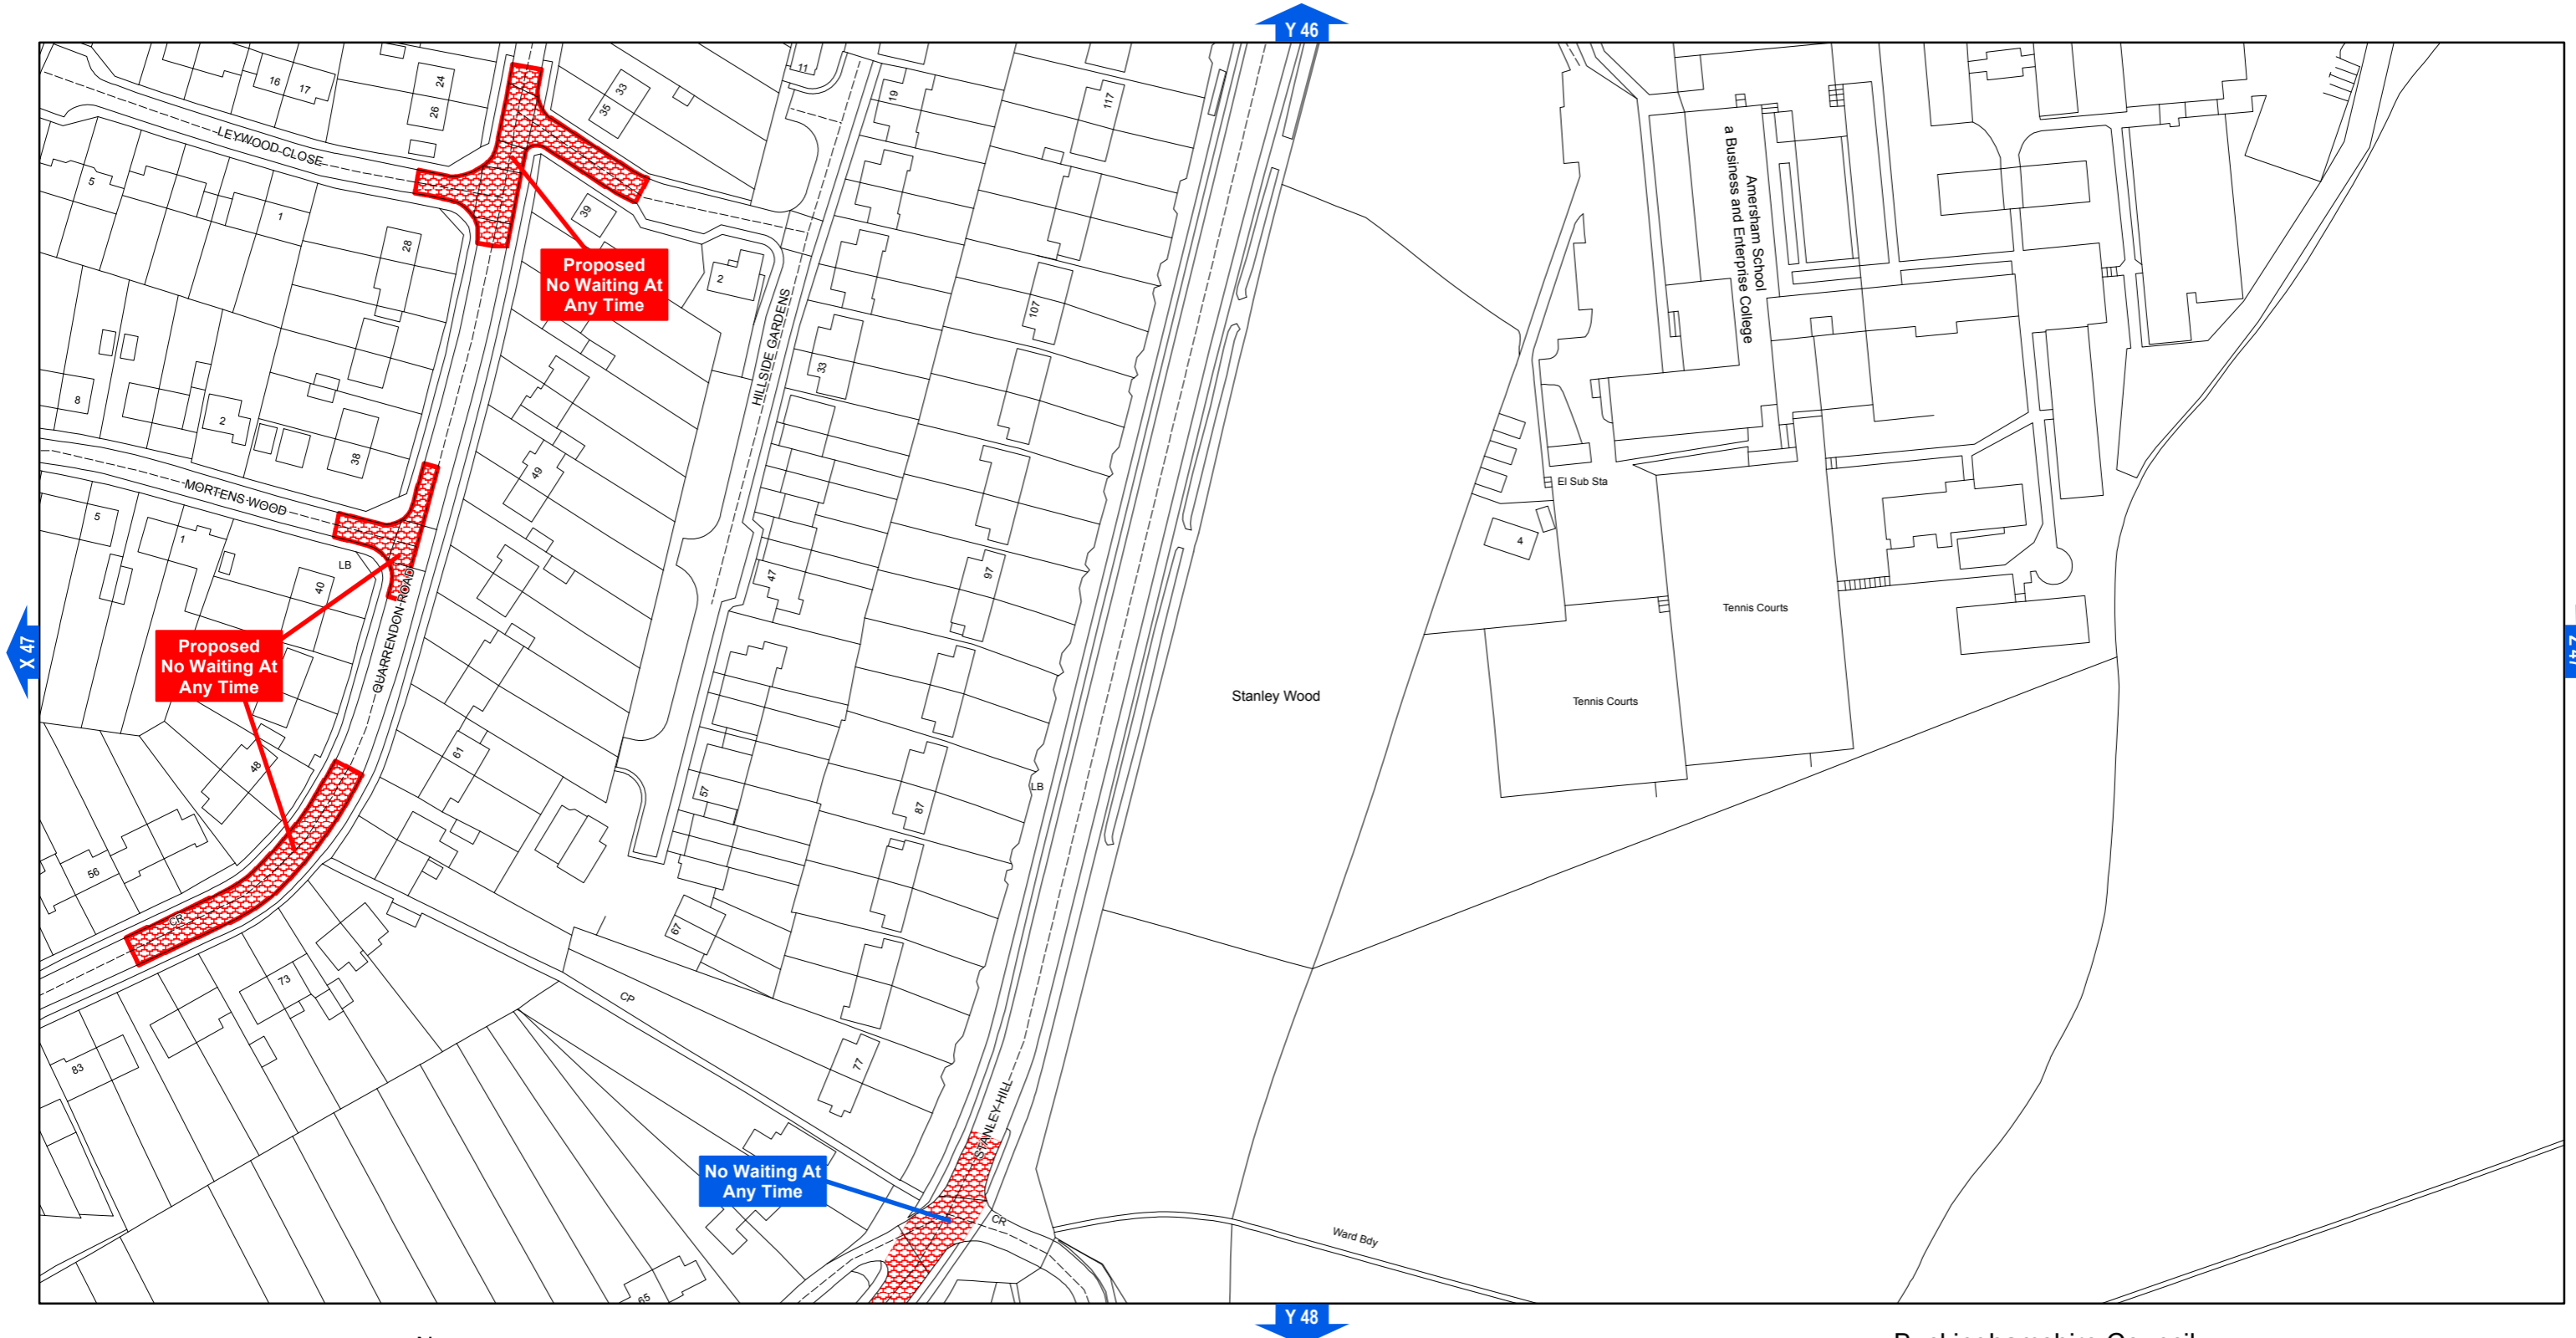 Y 46
11
16
17
24
26
33
35
19
117
LEYWOOD CLOSE
5
1
28
39
2
Proposed
No Waiting At
Any Time
HILLSIDE GARDENS
107
33
Amersham School
a Business and Enterprise College
8
2
38
49
MORTENS WOOD
5
1
LB
40
El Sub Sta
4
47
97
Tennis Courts
QUARRENDON ROAD
X 47
Proposed
No Waiting At
Any Time
Z 47
Stanley Wood
Tennis Courts
48
61
57
87
LB
56
CR
67
73
CP
83
77
STANLEY HILL
No Waiting At
Any Time
CR
Ward Bdy
65
Y 48
Buckinghamshire Council